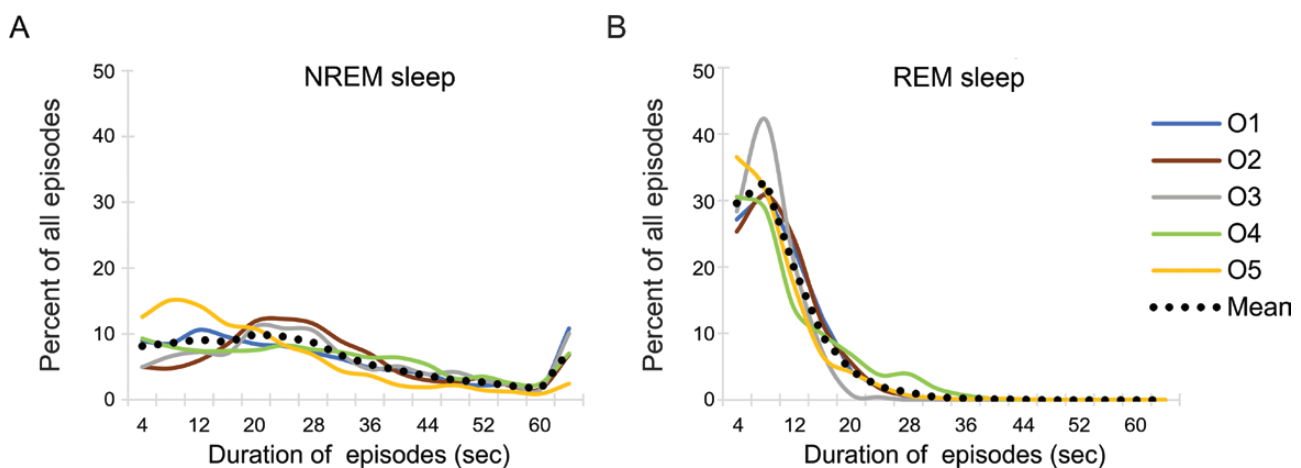 A
NREM sleep
Percent of all episodes
50
40
30
20
10
0
4 12 20 28 36 44 52 60
Duration of episodes (sec)
B
REM sleep
Percent of all episodes
50
40
30
20
10
0
4 12 20 28 36 44 52 60
Duration of episodes (sec)
O1
O2
O3
O4
O5
Mean